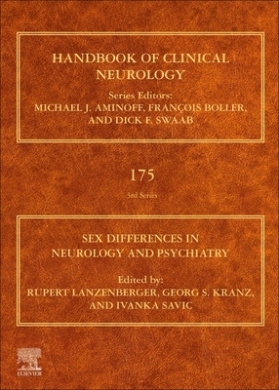 HANDBOOK OF CLINICAL
NEUROLOGY
Series Editors:
MICHAEL J. AMINOFF, FRANÇOIS BOLLER,
AND DICK F. SWAAB
175
3rd Series
SEX DIFFERENCES IN
NEUROLOGY AND PSYCHIATRY
Edited by:
RUPERT LANZENBERGER, GEORG S. KRANZ,
AND IVANKA SAVIC
ELSEVIER